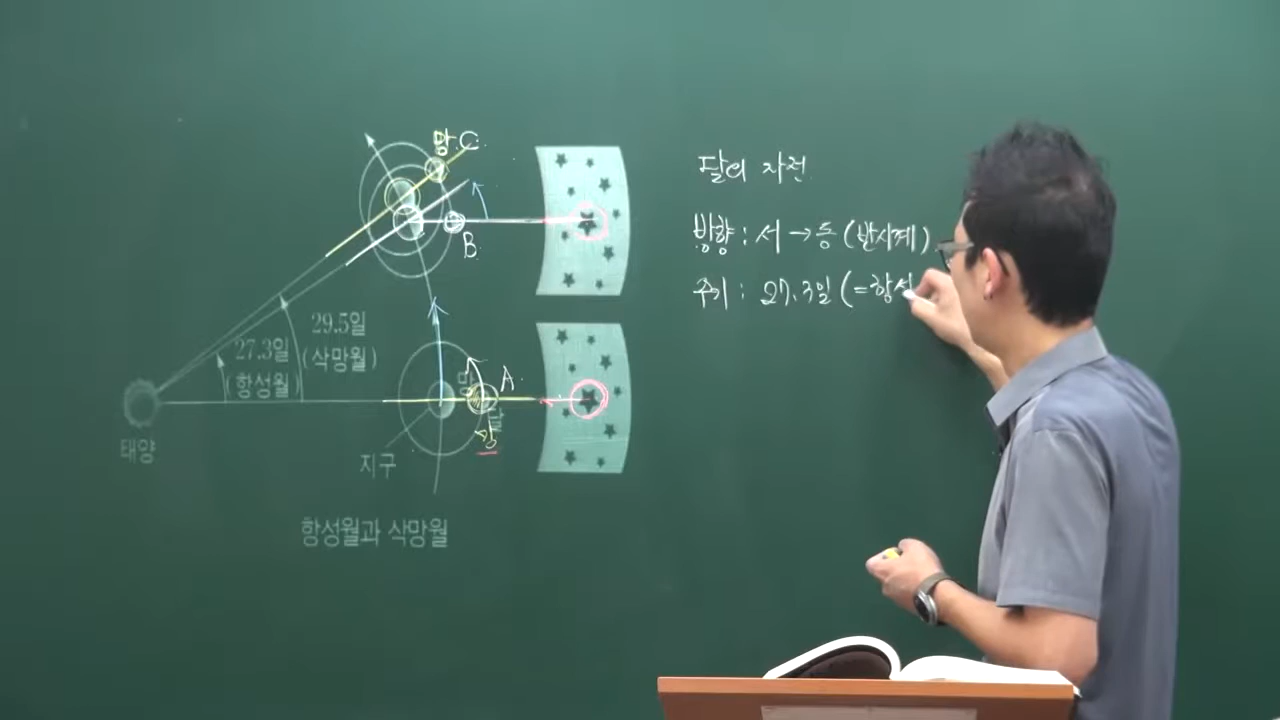 망 C
B
29.5일
(삭망월)
27.3일
(항성월)
망
A
달
망
태양
지구
항성월과 삭망월
달의 자전
방향 : 서 → 동 (반시계)
주기 : 27.3일 (=항성